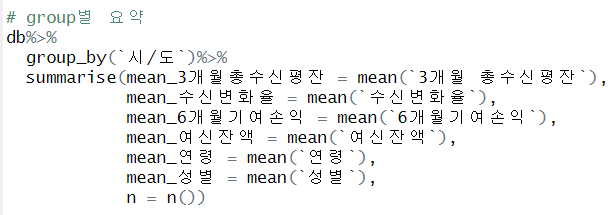 # group별 요약
db%>%
  group_by(`시/도`)%>%
  summarise(mean_3개월총수신평잔 = mean(`3개월 총수신평잔`),
            mean_수신변화율 = mean(`수신변화율`),
            mean_6개월기여손익 = mean(`6개월기여손익`),
            mean_여신잔액 = mean(`여신잔액`),
            mean_연령 = mean(`연령`),
            mean_성별 = mean(`성별`),
            n = n())